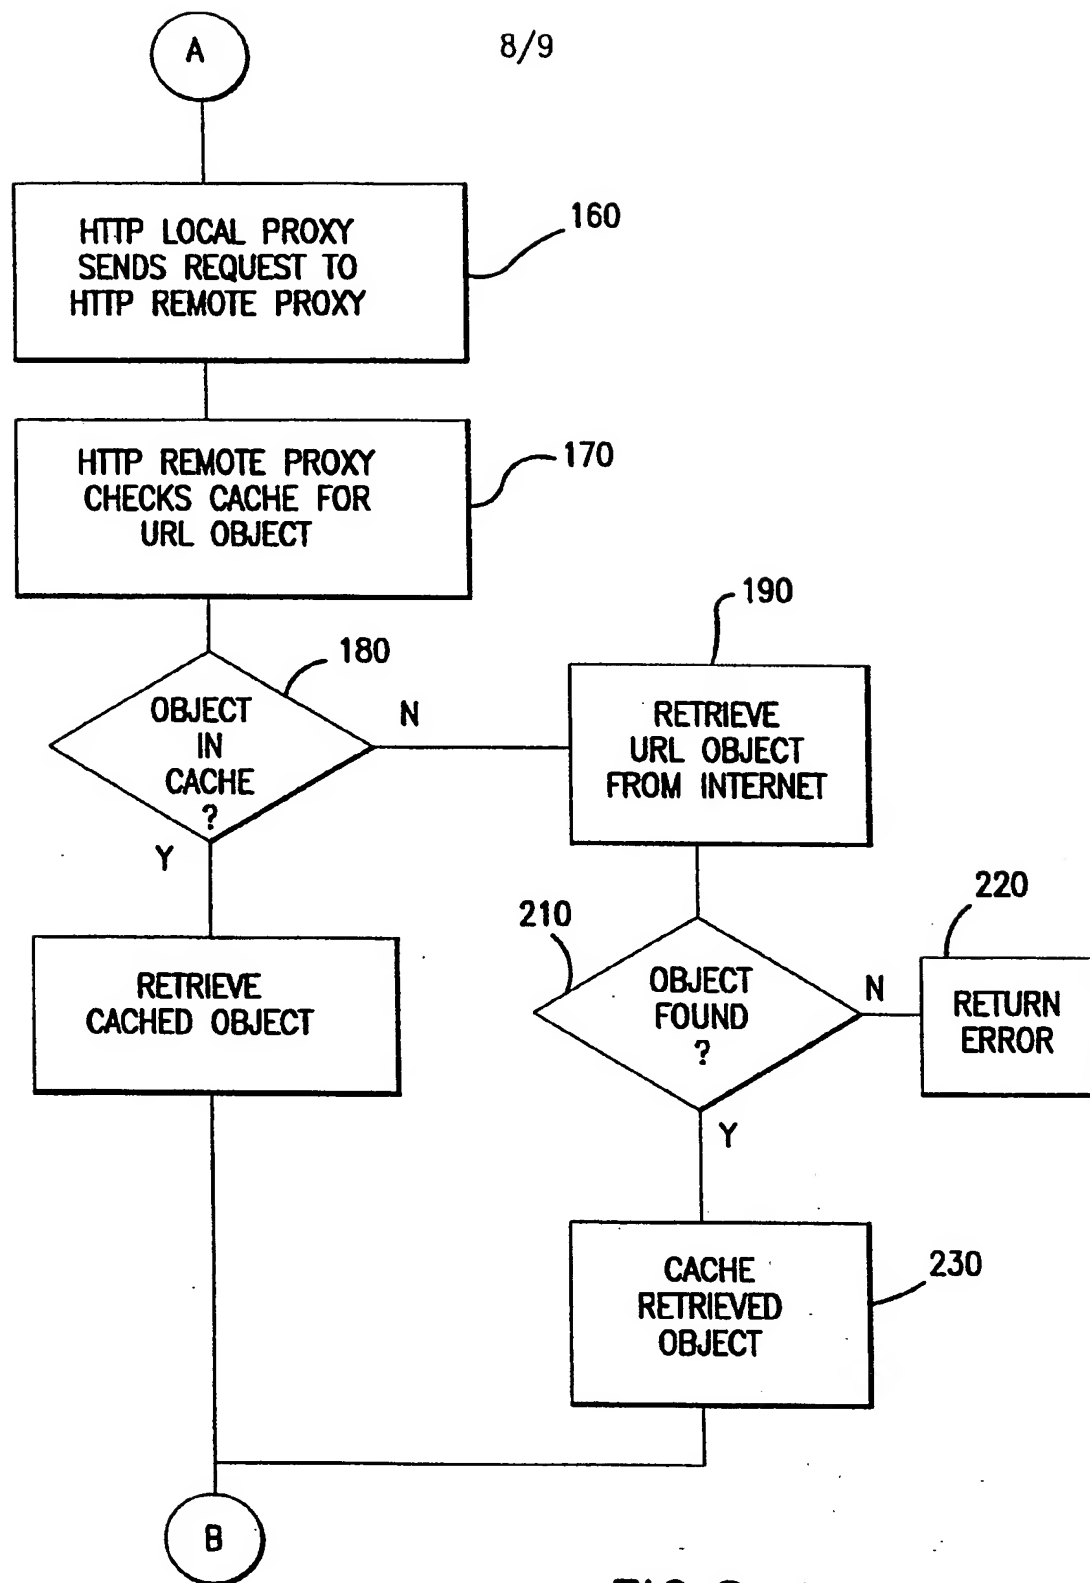 8/9
A
HTTP LOCAL PROXY
SENDS REQUEST TO
HTTP REMOTE PROXY
160
HTTP REMOTE PROXY
CHECKS CACHE FOR
URL OBJECT
170
180
OBJECT
IN
CACHE
?
N
Y
190
RETRIEVE
URL OBJECT
FROM INTERNET
RETRIEVE
CACHED OBJECT
210
OBJECT
FOUND
?
N
Y
220
RETURN
ERROR
CACHE
RETRIEVED
OBJECT
230
B